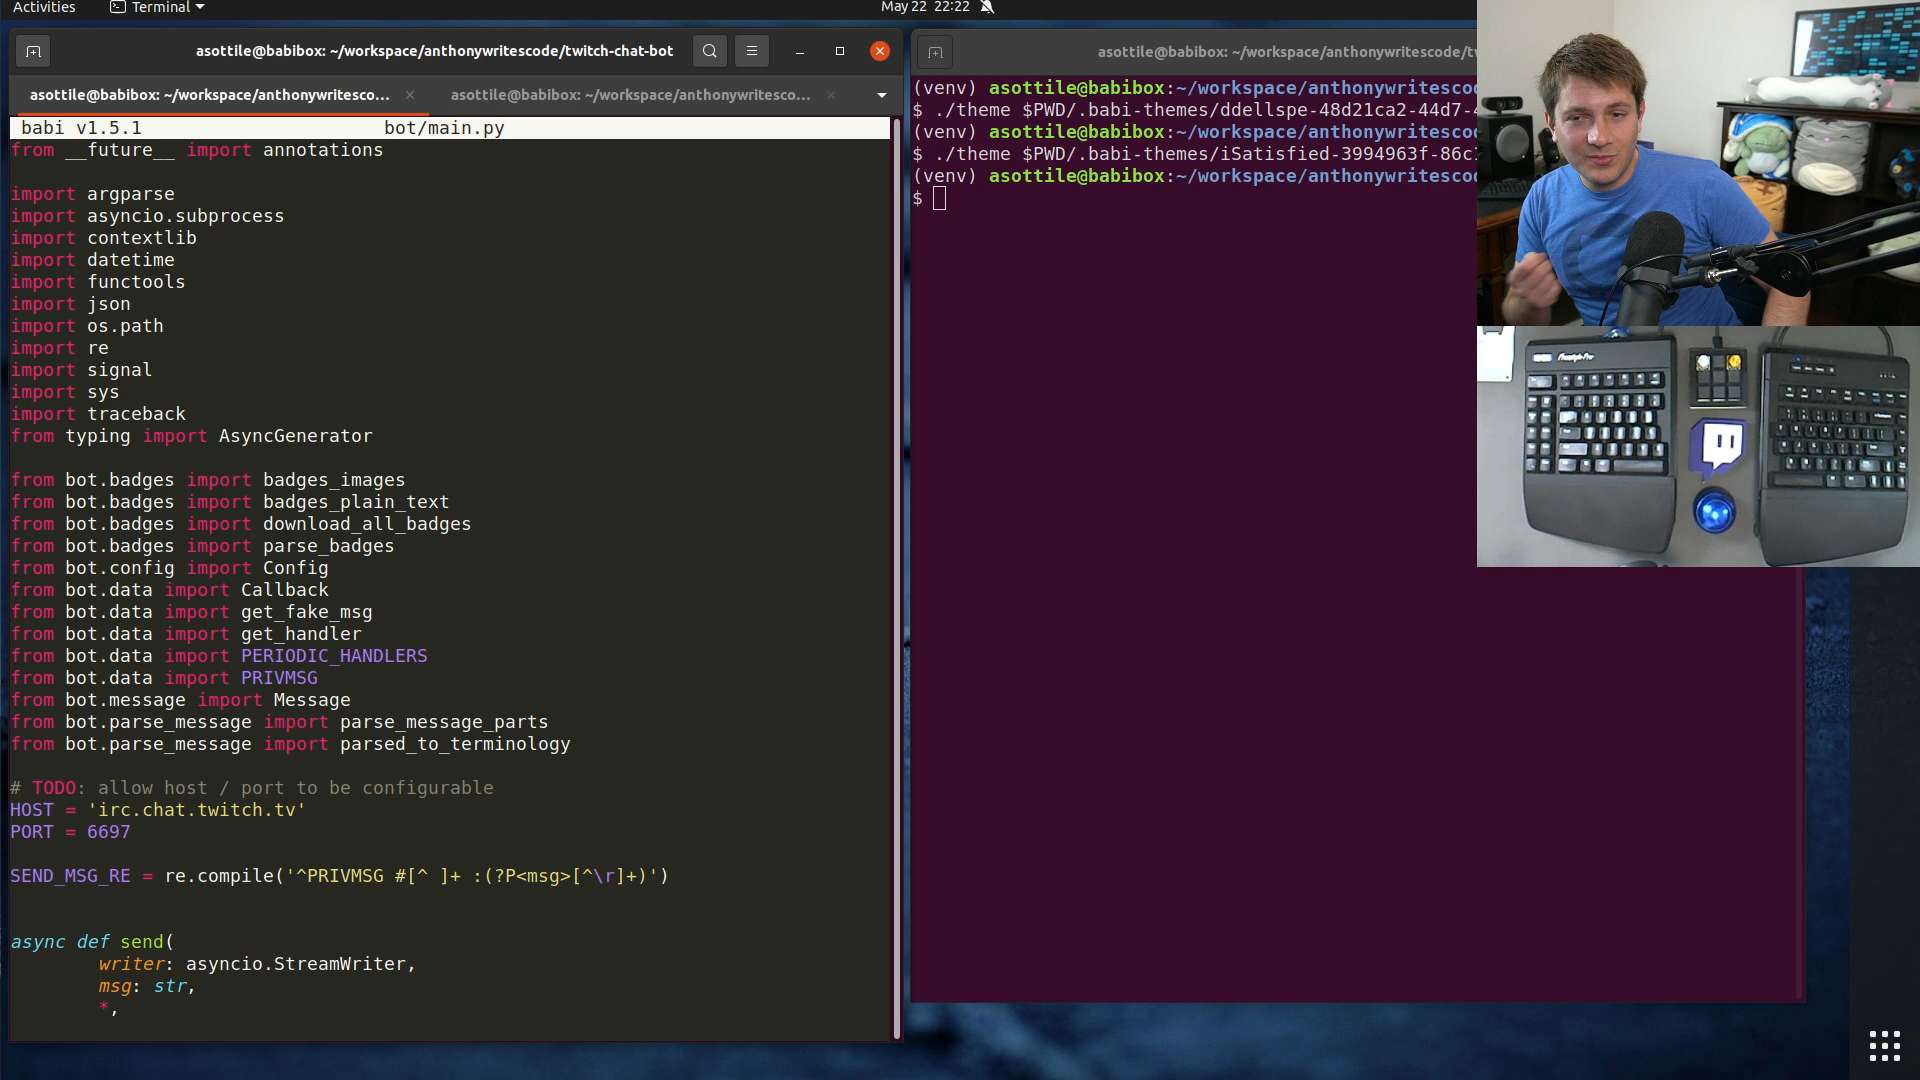 Activities Terminal May 22 22:22
asottile@babibox: ~/workspace/anthonywritescode/twitch-chat-bot
asottile@babibox: ~/workspace/anthonywritesco... asottile@babibox: ~/workspace/anthonywritesco...
babi v1.5.1 bot/main.py
from __future__ import annotations
import argparse
import asyncio.subprocess
import contextlib
import datetime
import functools
import json
import os.path
import re
import signal
import sys
import traceback
from typing import AsyncGenerator
from bot.badges import badges_images
from bot.badges import badges_plain_text
from bot.badges import download_all_badges
from bot.badges import parse_badges
from bot.config import Config
from bot.data import Callback
from bot.data import get_fake_msg
from bot.data import get_handler
from bot.data import PERIODIC_HANDLERS
from bot.data import PRIVMSG
from bot.message import Message
from bot.parse_message import parse_message_parts
from bot.parse_message import parsed_to_terminology
# TODO: allow host / port to be configurable
HOST = 'irc.chat.twitch.tv'
PORT = 6697
SEND_MSG_RE = re.compile('^PRIVMSG #[^ ]+ :(?P<msg>[^\r]+)')
async def send(
writer: asyncio.StreamWriter,
msg: str,
*,
asottile@babibox: ~/workspace/anthonywritescode/tw
(venv) asottile@babibox:~/workspace/anthonywritescod
$ ./theme $PWD/.babi-themes/ddellspe-48d21ca2-44d7-4
(venv) asottile@babibox:~/workspace/anthonywritescod
$ ./theme $PWD/.babi-themes/iSatisfied-3994963f-86c1
(venv) asottile@babibox:~/workspace/anthonywritescod
$
Freestyle Pro